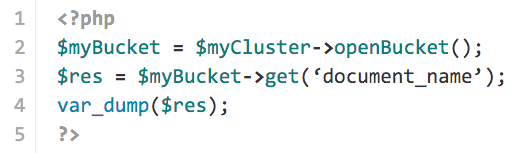 1 <?php
2 $myBucket = $myCluster->openBucket();
3 $res = $myBucket->get(‘document_name’);
4 var_dump($res);
5 ?>